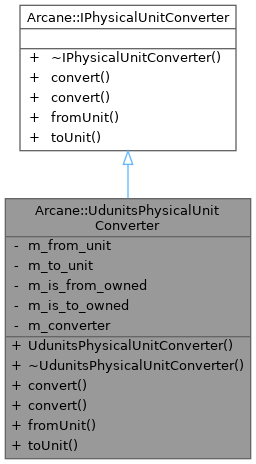 Arcane::IPhysicalUnitConverter
+ ~IPhysicalUnitConverter()
+ convert()
+ convert()
+ fromUnit()
+ toUnit()
Arcane::UdunitsPhysicalUnit
Converter
- m_from_unit
- m_to_unit
- m_is_from_owned
- m_is_to_owned
- m_converter
+ UdunitsPhysicalUnitConverter()
+ ~UdunitsPhysicalUnitConverter()
+ convert()
+ convert()
+ fromUnit()
+ toUnit()